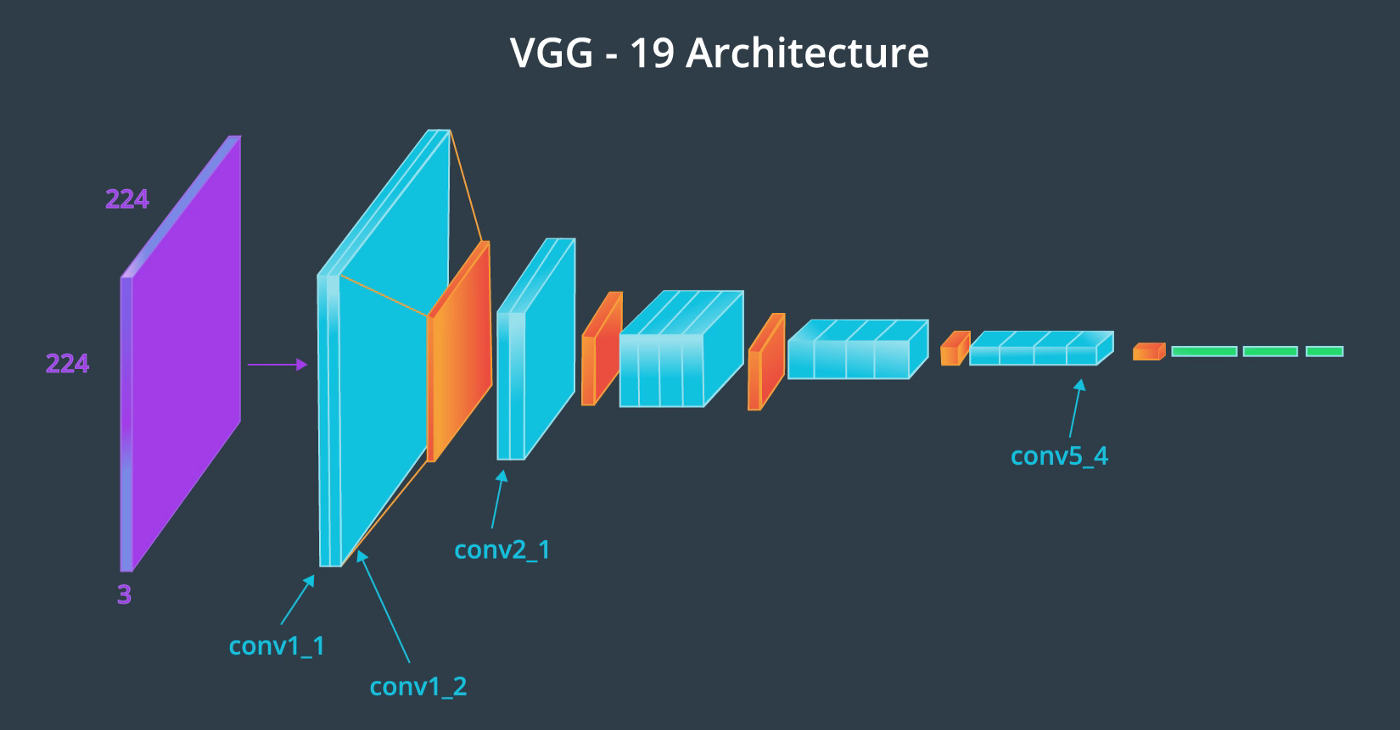 VGG - 19 Architecture
224
224
3
conv1_1
conv1_2
conv2_1
conv5_4